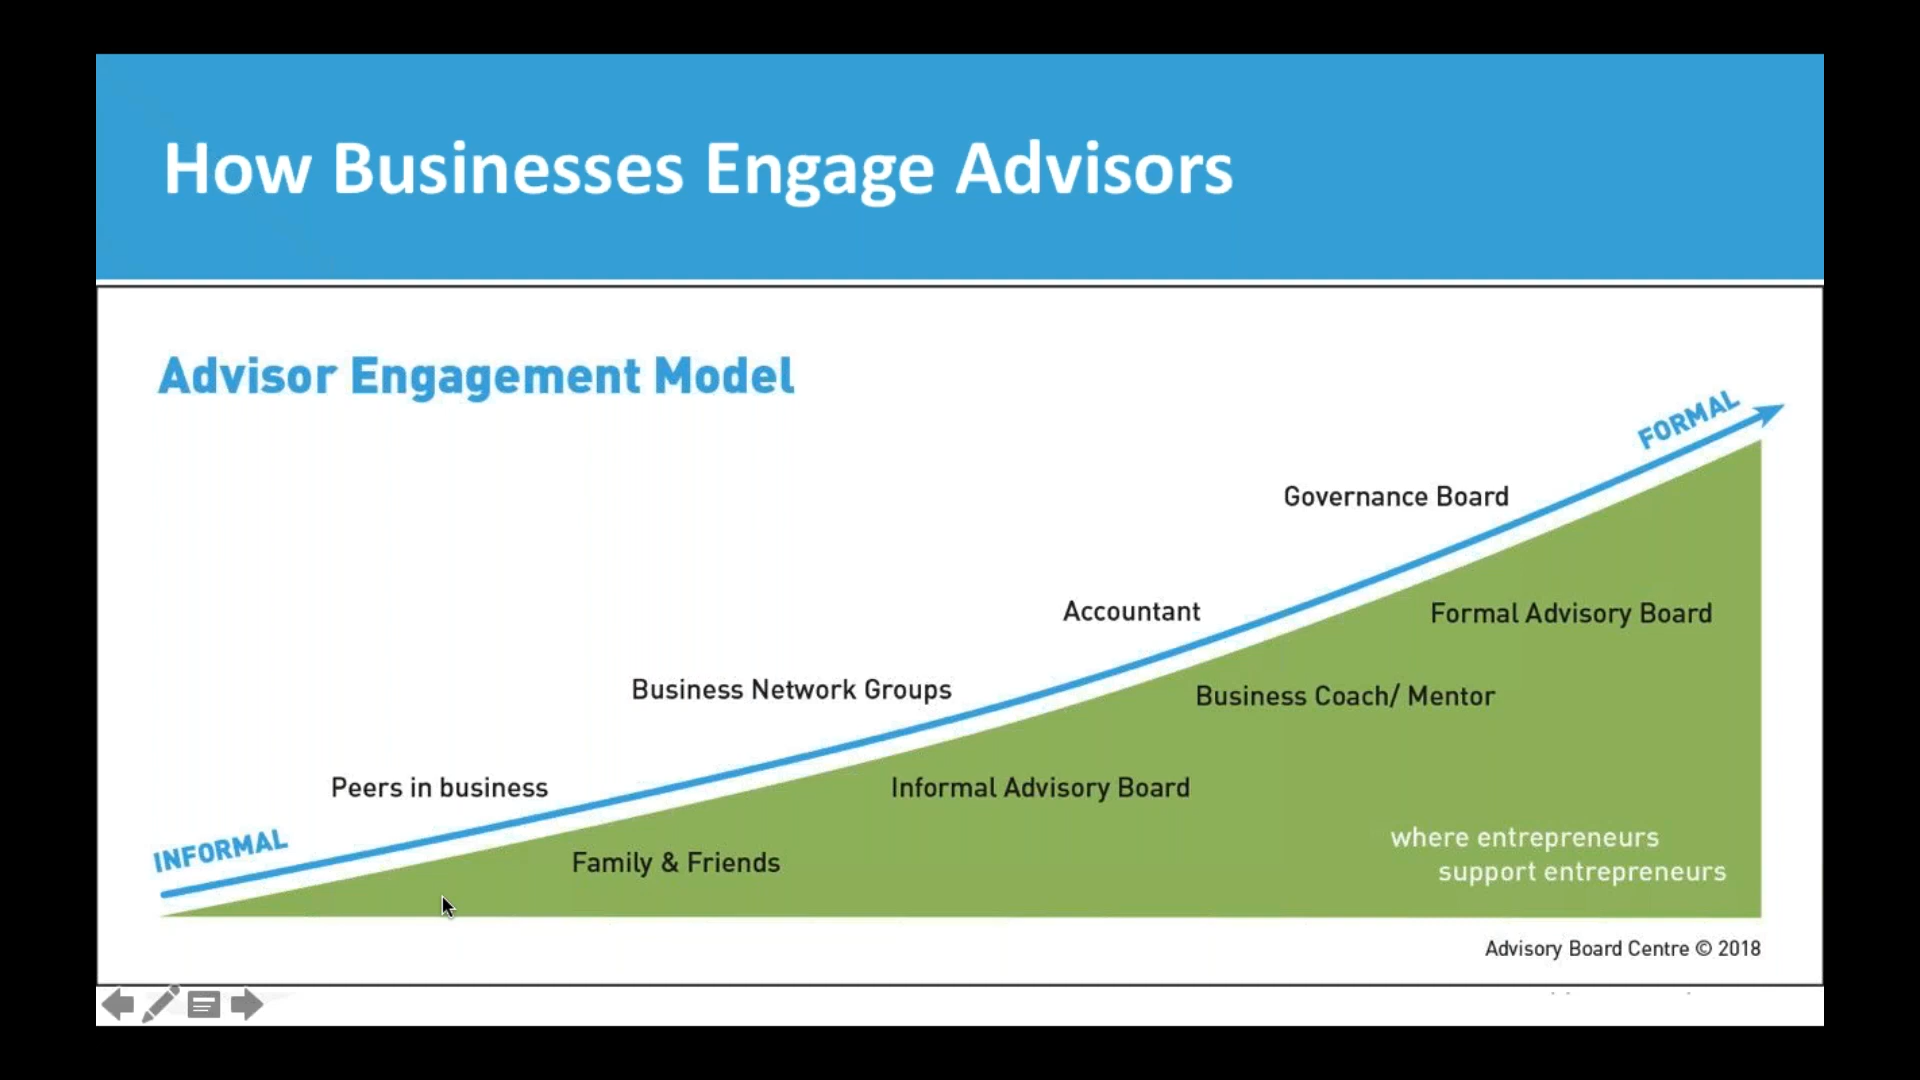 How Businesses Engage Advisors
Advisor Engagement Model
FORMAL
Governance Board
Accountant
Formal Advisory Board
Business Network Groups
Business Coach/ Mentor
Peers in business
Informal Advisory Board
INFORMAL
Family & Friends
where entrepreneurs
support entrepreneurs
Advisory Board Centre © 2018